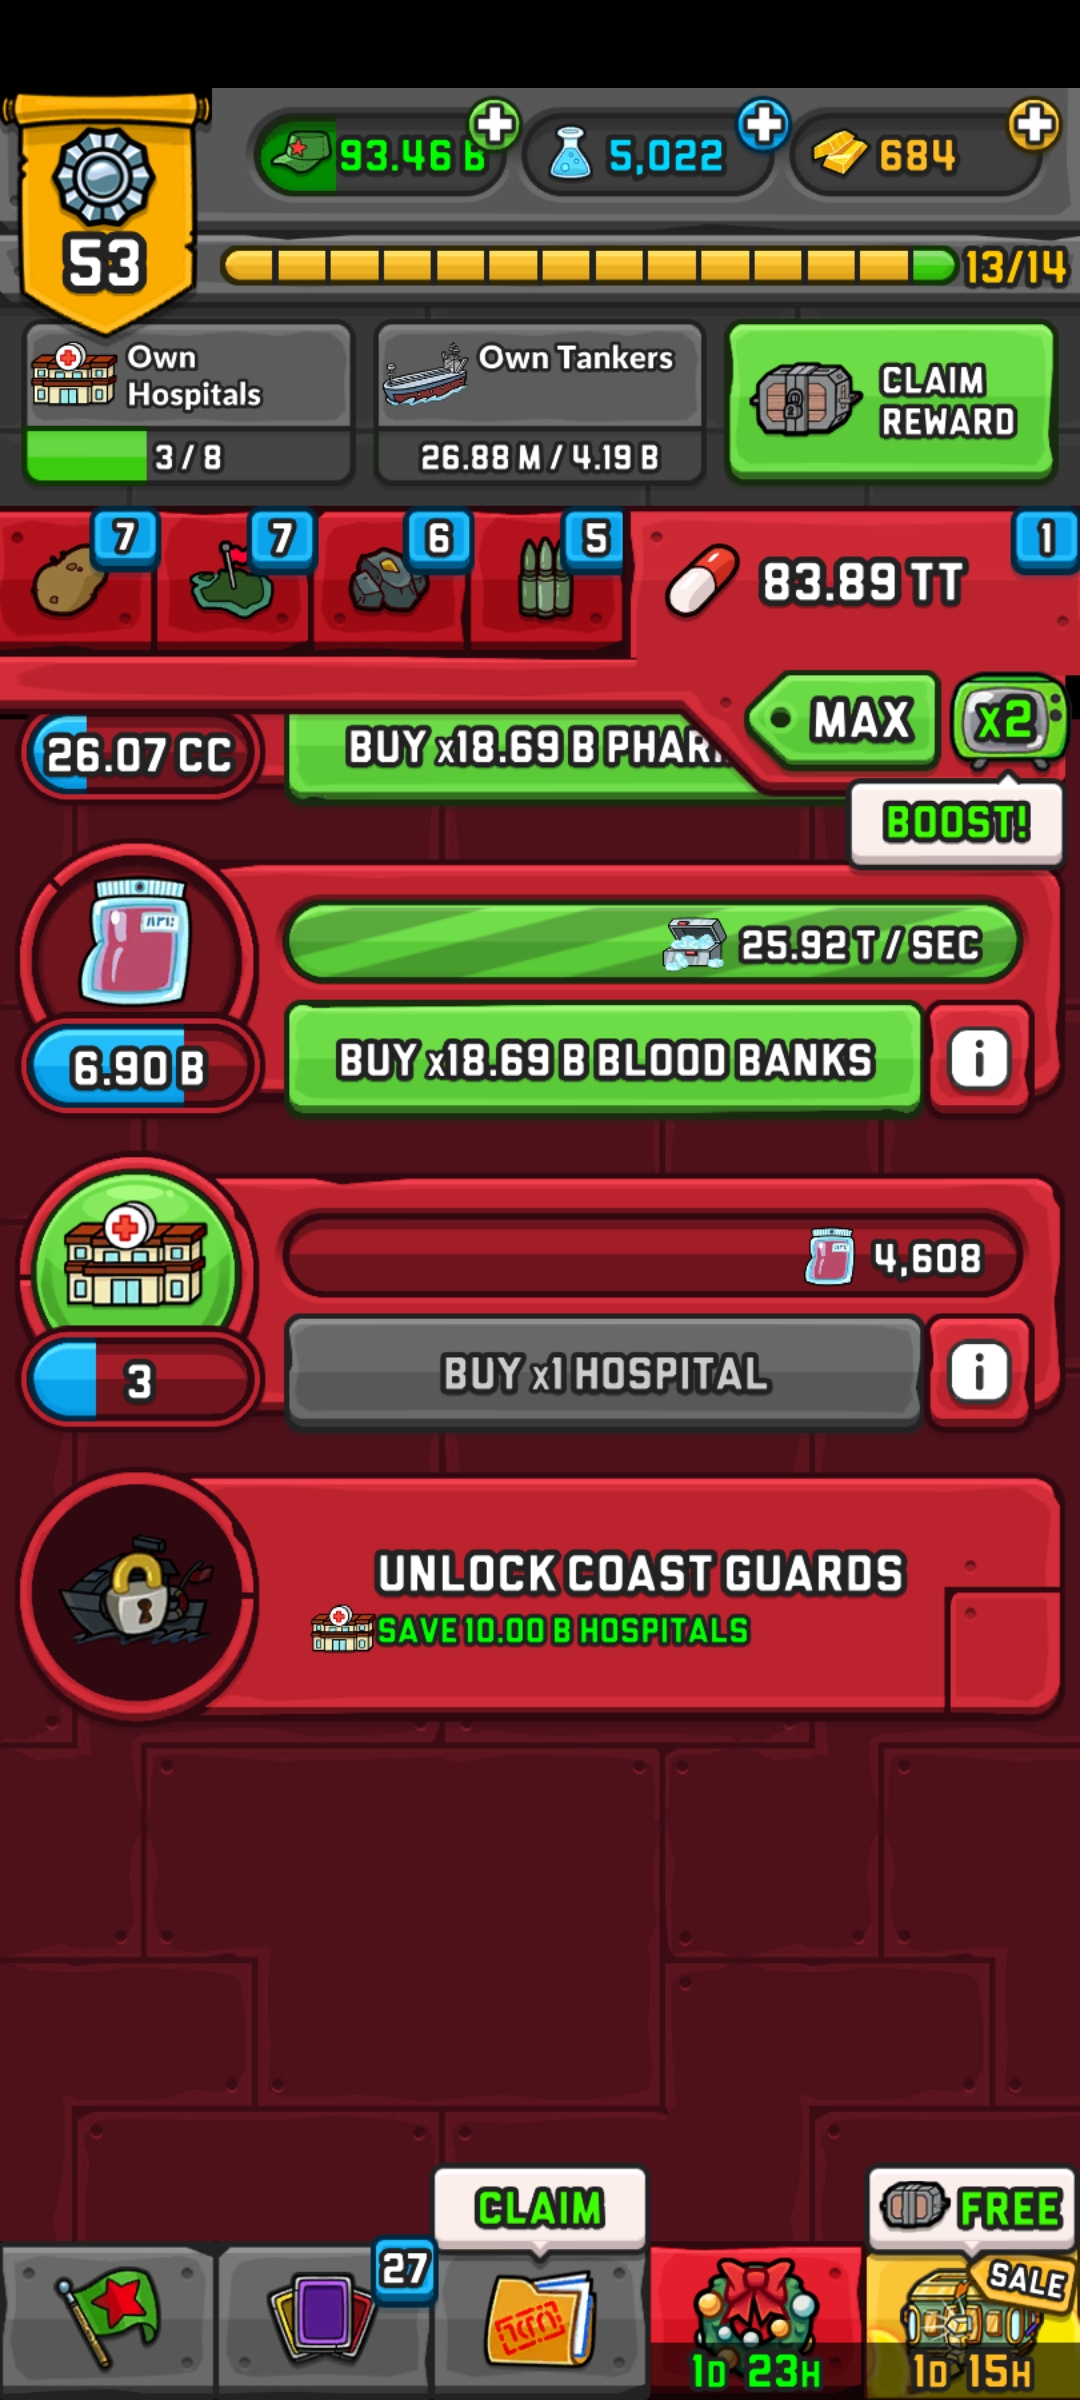 93.46 B
5,022
684
53
13/14
Own
Hospitals
3 / 8
Own Tankers
26.88 M / 4.19 B
CLAIM
REWARD
7
7
6
5
83.89 TT
1
MAX
x2
BOOST!
26.07 CC
BUY x18.69 B PHAR
25.92 T / SEC
6.90 B
BUY x18.69 B BLOOD BANKS
i
4,608
3
BUY x1 HOSPITAL
i
UNLOCK COAST GUARDS
SAVE 10.00 B HOSPITALS
CLAIM
FREE
27
SALE
1D 23H
1D 15H